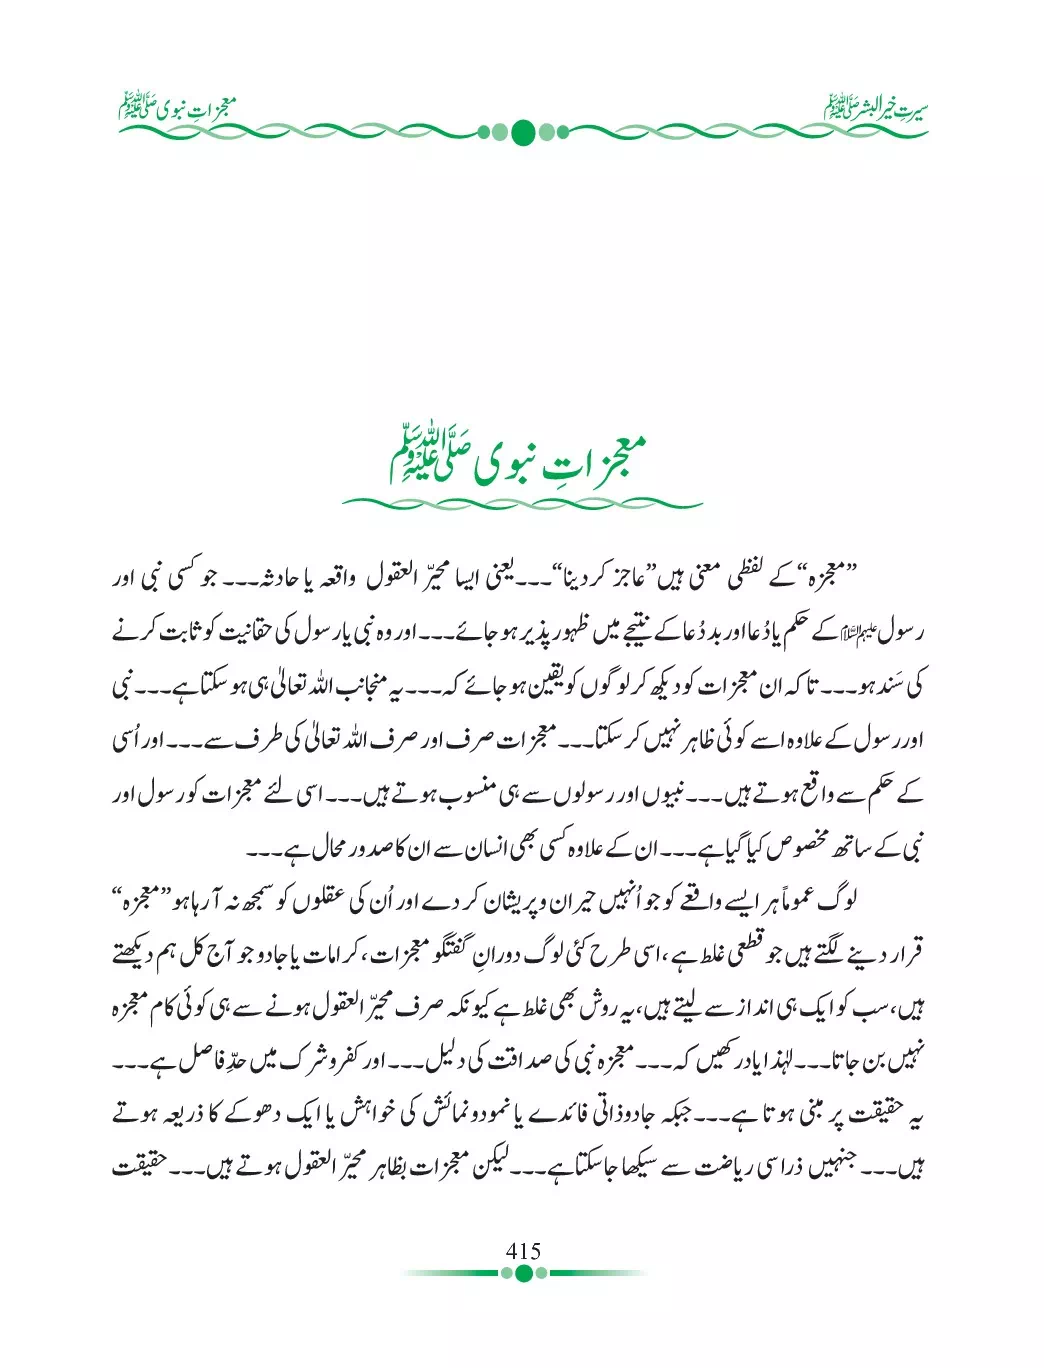 سیرتِ خیر البشر ﷺ
معجزاتِ نبوی ﷺ
معجزاتِ نبوی ﷺ
”معجزہ“ کے لفظی معنی ہیں ”عاجز کر دینا“۔۔۔ یعنی ایسا محیّر العقول واقعہ یا حادثہ۔۔۔ جو کسی نبی اور
رسول علیہم السلام کے حکم یا دُعا اور بد دُعا کے نتیجے میں ظہور پذیر ہو جائے۔۔۔ اور وہ نبی یا رسول کی حقانیت کو ثابت کرنے
کی سَند ہو۔۔۔ تاکہ ان معجزات کو دیکھ کر لوگوں کو یقین ہو جائے کہ۔۔۔ یہ منجانب اللہ تعالیٰ ہی ہو سکتا ہے۔۔۔ نبی
اور رسول کے علاوہ اسے کوئی ظاہر نہیں کر سکتا۔۔۔ معجزات صرف اور صرف اللہ تعالیٰ کی طرف سے۔۔۔ اور اُسی
کے حکم سے واقع ہوتے ہیں۔۔۔ نبیوں اور رسولوں سے ہی منسوب ہوتے ہیں۔۔۔ اسی لئے معجزات کو رسول اور
نبی کے ساتھ مخصوص کیا گیا ہے۔۔۔ ان کے علاوہ کسی بھی انسان سے ان کا صدور محال ہے۔۔۔
لوگ عموماً ہر ایسے واقعے کو جو اُنہیں حیران و پریشان کر دے اور اُن کی عقلوں کو سمجھ نہ آ رہا ہو ”معجزہ“
قرار دینے لگتے ہیں جو قطعی غلط ہے، اسی طرح کئی لوگ دورانِ گفتگو معجزات، کرامات یا جادو جو آج کل ہم دیکھتے
ہیں، سب کو ایک ہی انداز سے لیتے ہیں، یہ روش بھی غلط ہے کیونکہ صرف محیّر العقول ہونے سے ہی کوئی کام معجزہ
نہیں بن جاتا۔۔۔ لہٰذا یاد رکھیں کہ۔۔۔ معجزہ نبی کی صداقت کی دلیل۔۔۔ اور کفر و شرک میں حدِّ فاصل ہے۔۔۔
یہ حقیقت پر مبنی ہوتا ہے۔۔۔ جبکہ جادو ذاتی فائدے یا نمود و نمائش کی خواہش یا ایک دھوکے کا ذریعہ ہوتے
ہیں۔۔۔ جنہیں ذرا سی ریاضت سے سیکھا جا سکتا ہے۔۔۔ لیکن معجزات بظاہر محیّر العقول ہوتے ہیں۔۔۔ حقیقت
415